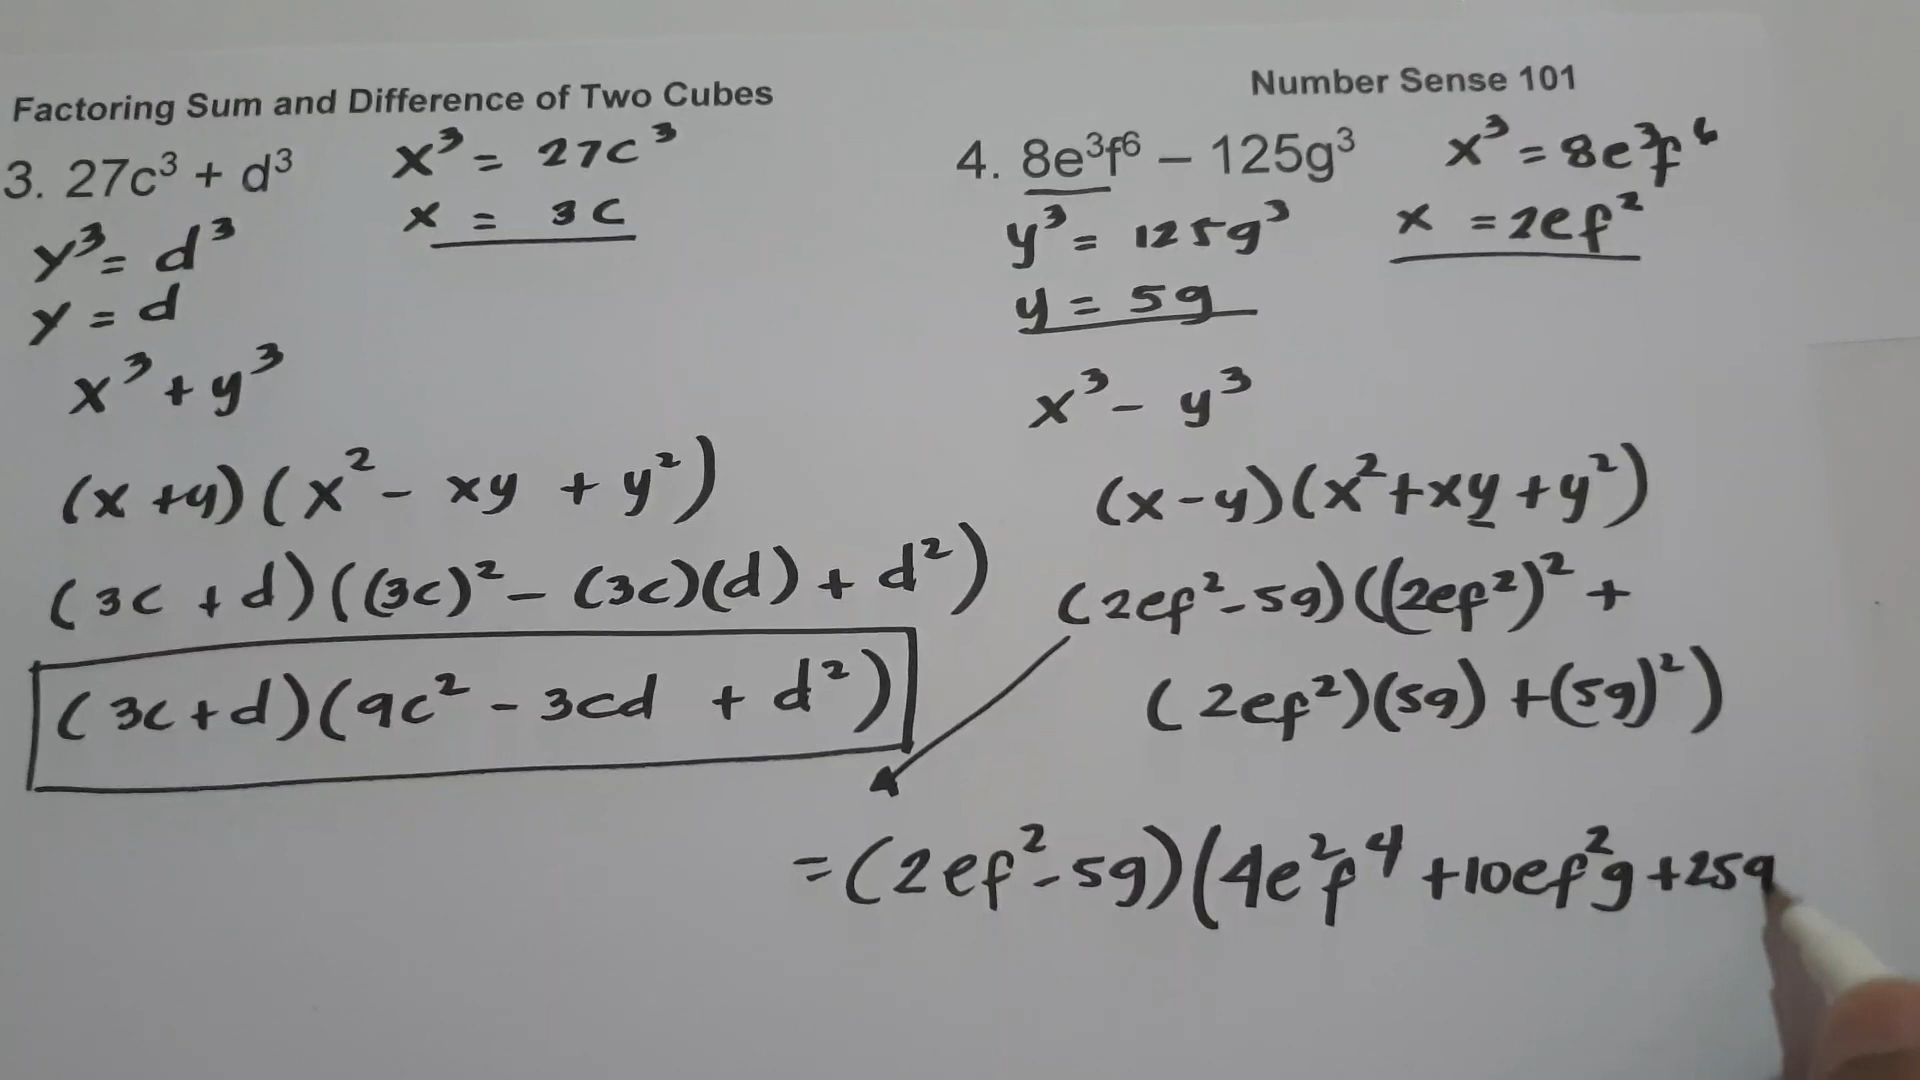 Factoring Sum and Difference of Two Cubes
3. 27c³ + d³
x³ = 27c³
x = 3c
y³ = d³
y = d
x³ + y³
(x + y)(x² - xy + y²)
(3c + d)((3c)² - (3c)(d) + d²)
(3c + d)(9c² - 3cd + d²)
Number Sense 101
4. 8e³f⁶ – 125g³
x³ = 8e³f⁶
x = 2ef²
y³ = 125g³
y = 5g
x³ - y³
(x - y)(x² + xy + y²)
(2ef² - 5g)((2ef²)² +
(2ef²)(5g) + (5g)²)
= (2ef² - 5g)(4e²f⁴ + 10ef²g + 25g